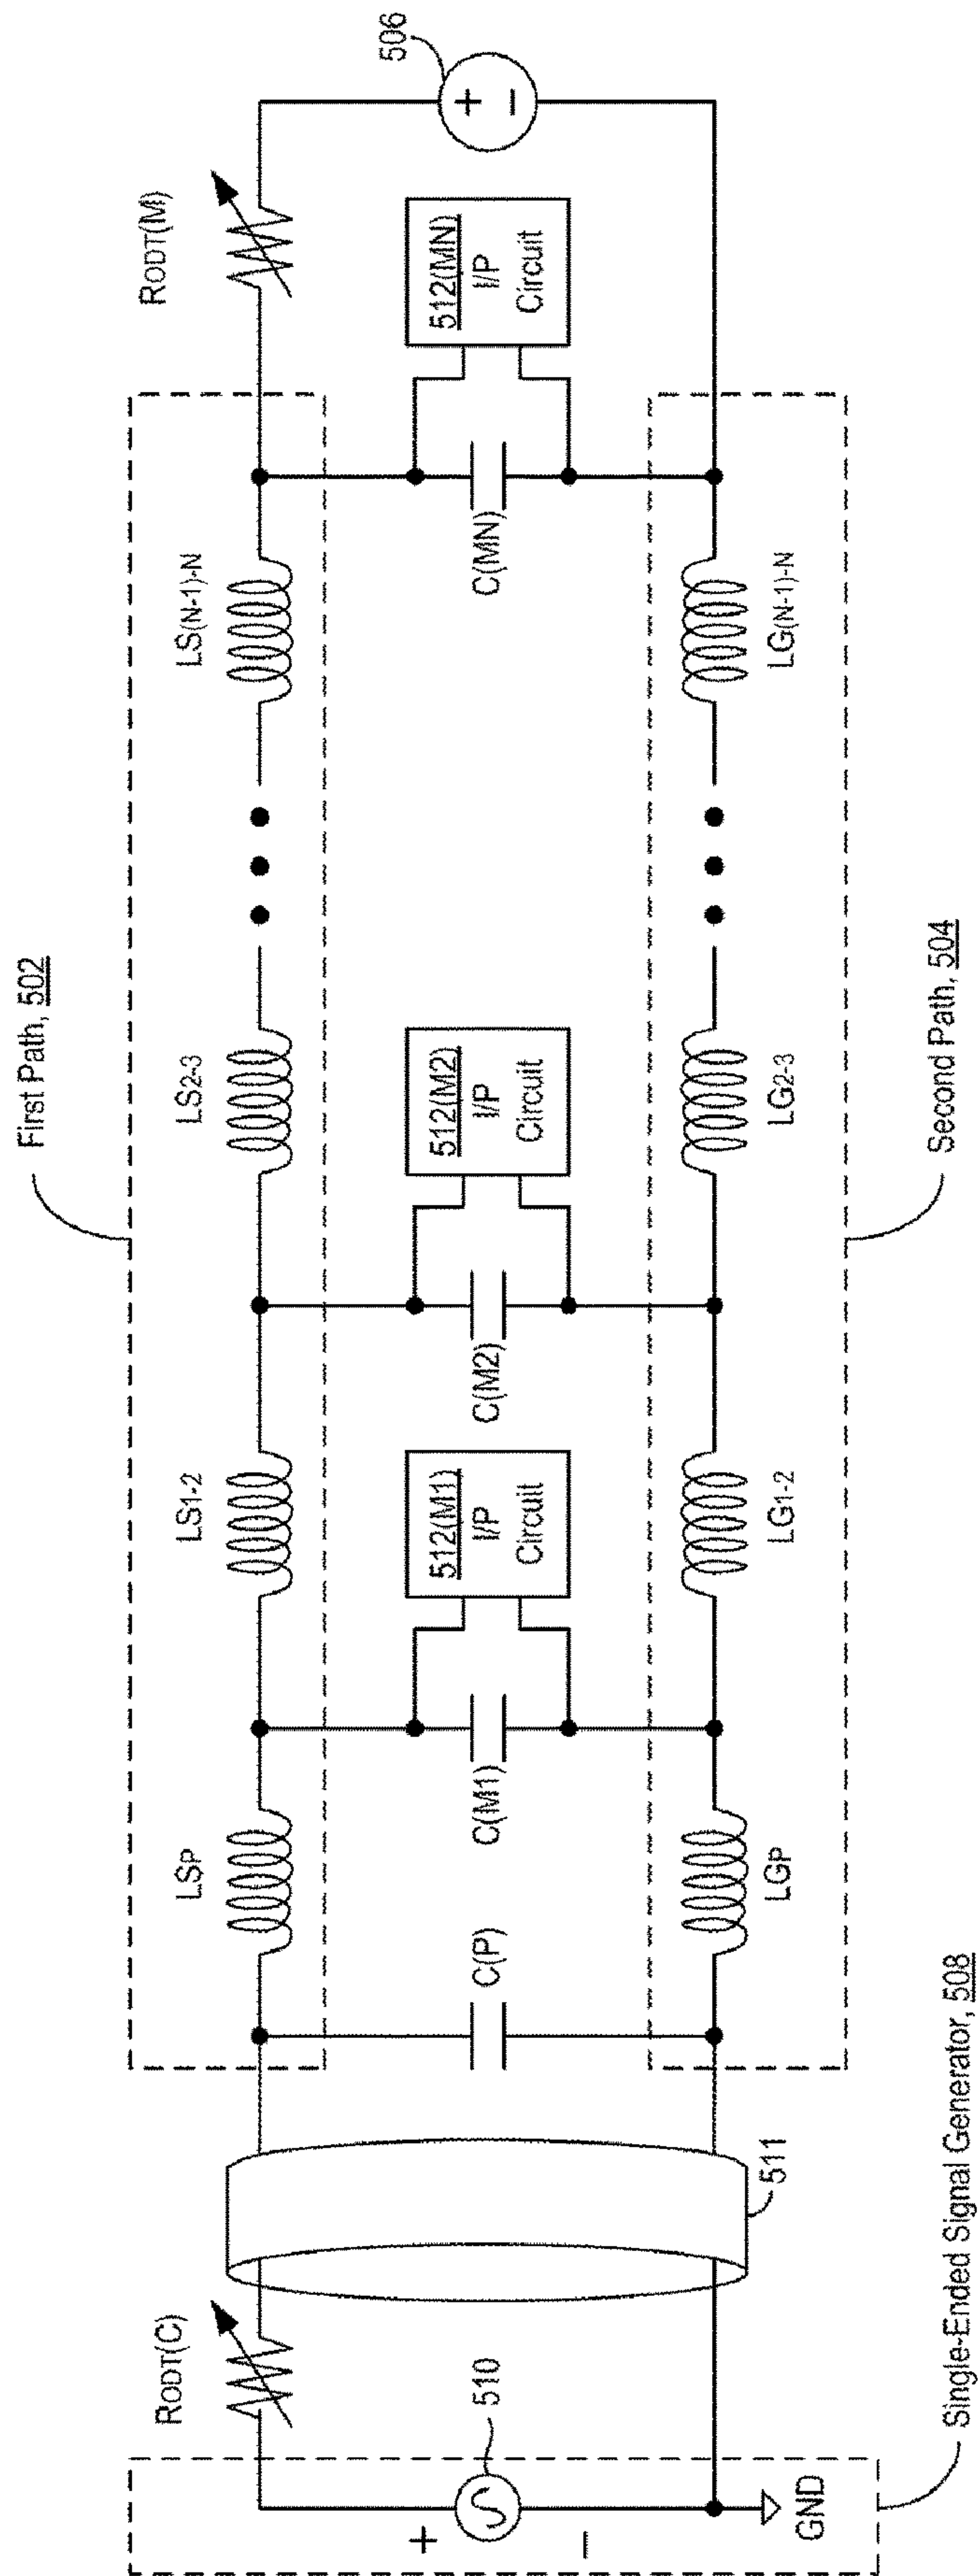 First Path, 502
RODT(C)
LSP
LS1-2
LS2-3
LS(N-1)-N
RODT(M)
506
+
−
510
+
−
GND
511
C(P)
C(M1)
512(M1)
I/P
Circuit
C(M2)
512(M2)
I/P
Circuit
C(MN)
512(MN)
I/P
Circuit
LGP
LG1-2
LG2-3
LG(N-1)-N
Single-Ended Signal Generator, 508
Second Path, 504